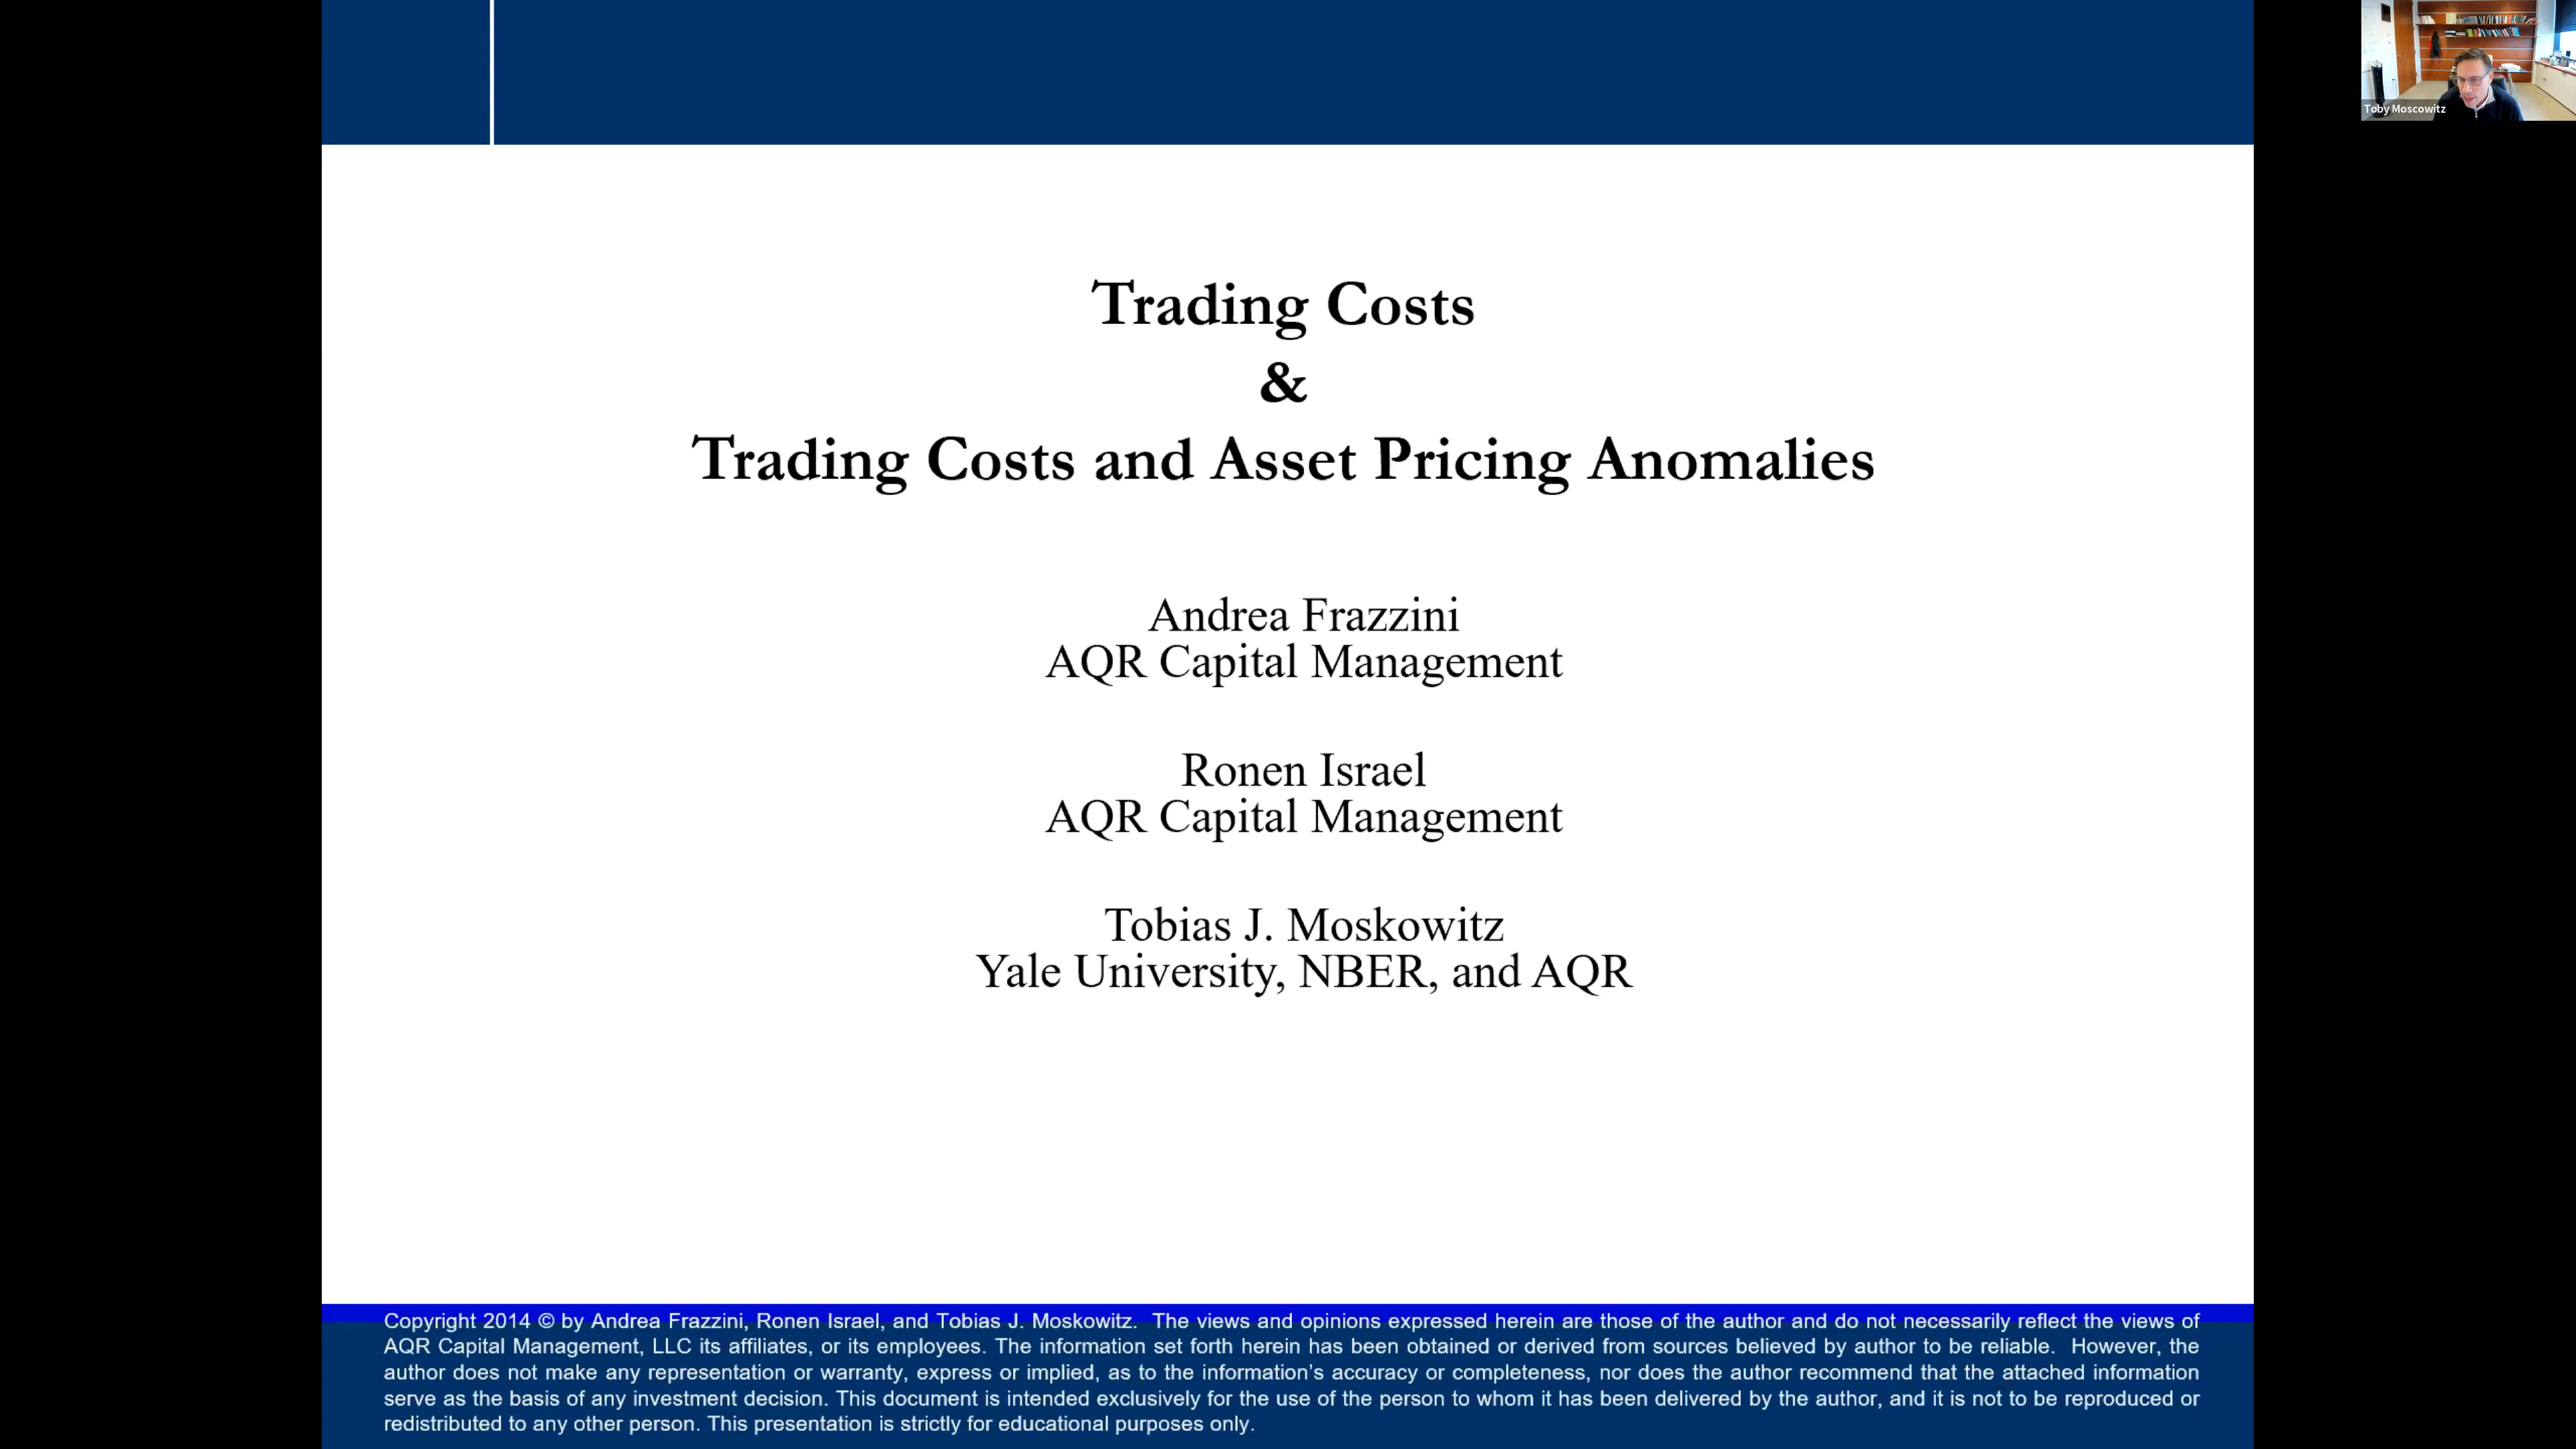 Toby Moscowitz
Trading Costs
&
Trading Costs and Asset Pricing Anomalies
Andrea Frazzini
AQR Capital Management
Ronen Israel
AQR Capital Management
Tobias J. Moskowitz
Yale University, NBER, and AQR
Copyright 2014 © by Andrea Frazzini, Ronen Israel, and Tobias J. Moskowitz. The views and opinions expressed herein are those of the author and do not necessarily reflect the views of
AQR Capital Management, LLC its affiliates, or its employees. The information set forth herein has been obtained or derived from sources believed by author to be reliable. However, the
author does not make any representation or warranty, express or implied, as to the information’s accuracy or completeness, nor does the author recommend that the attached information
serve as the basis of any investment decision. This document is intended exclusively for the use of the person to whom it has been delivered by the author, and it is not to be reproduced or
redistributed to any other person. This presentation is strictly for educational purposes only.